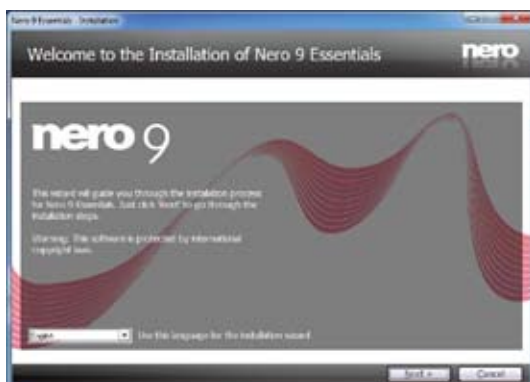 Nero 9 Essentials - Installation
Welcome to the Installation of Nero 9 Essentials
nero
nero 9
This wizard will guide you through the installation process
for Nero 9 Essentials. Just click 'Next' to go through the
installation steps.
Warning: This software is protected by international
copyright laws.
English
Use this language for the installation wizard
Next >
Cancel